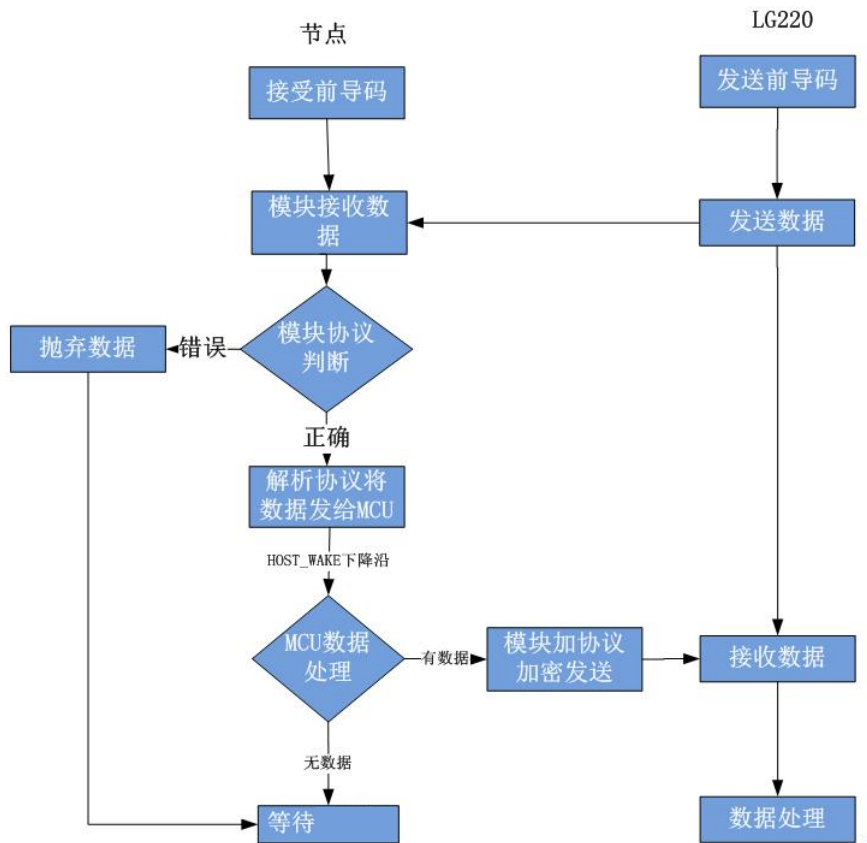 LG220
节点
接受前导码
发送前导码
模块接收数
据
发送数据
模块协议
判断
错误
抛弃数据
正确
解析协议将
数据发给MCU
HOST_WAKE下降沿
MCU数据
处理
有数据
模块加协议
加密发送
接收数据
无数据
等待
数据处理